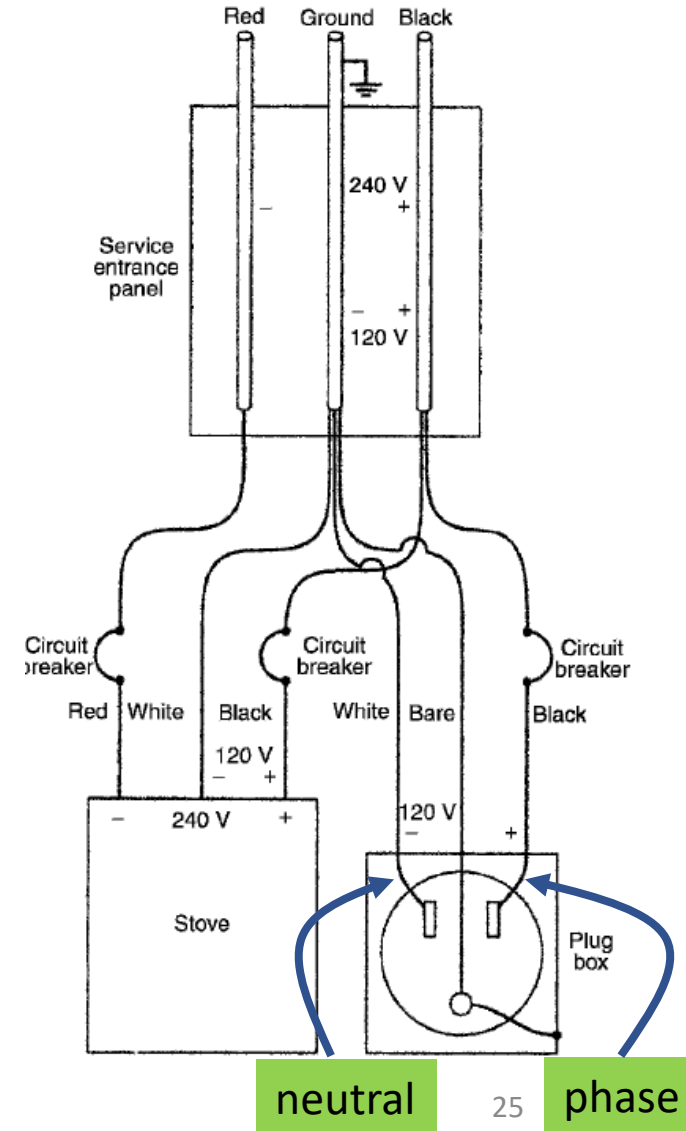 Red Ground Black
240 V
− +
Service
entrance
panel
− +
120 V
Circuit
breaker
Circuit
breaker
Circuit
breaker
Red White Black White Bare Black
120 V
− +
120 V
− +
− 240 V +
Stove
Plug
box
neutral 25 phase